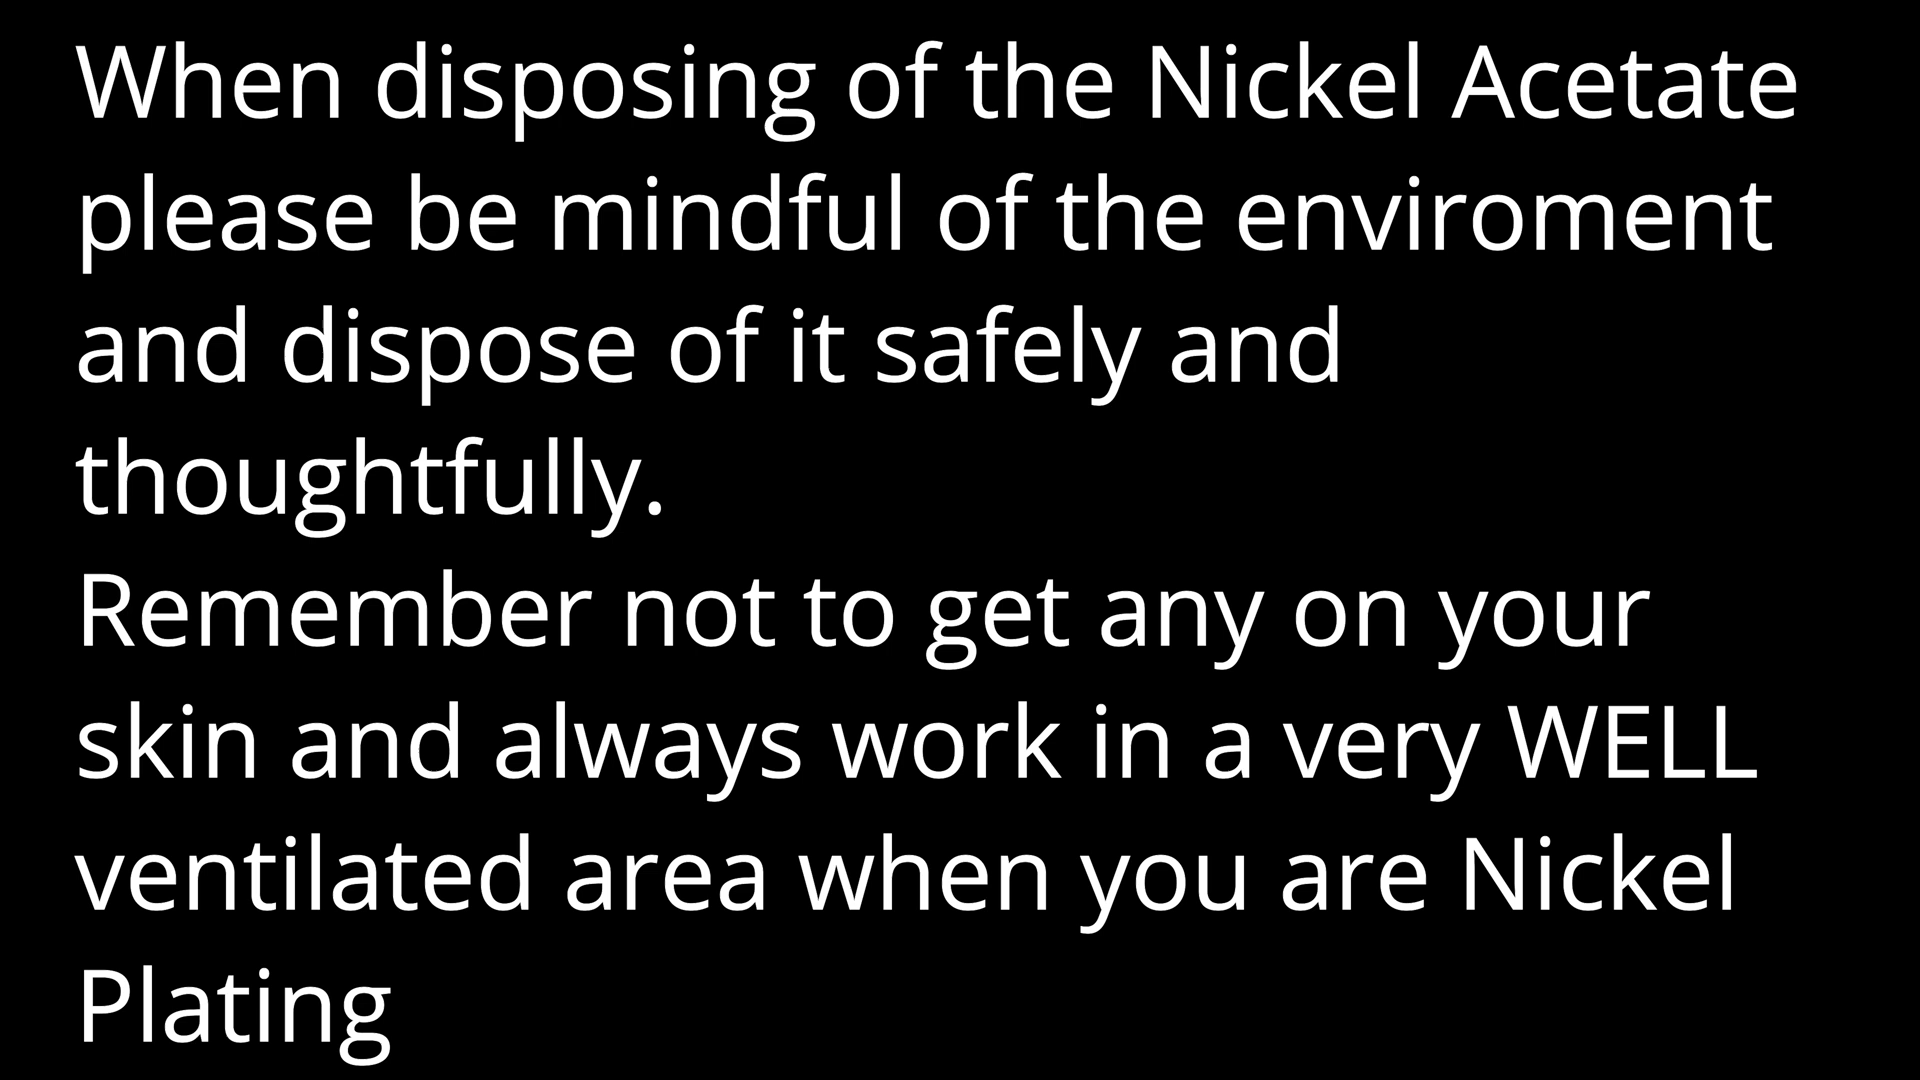 When disposing of the Nickel Acetate
please be mindful of the enviroment
and dispose of it safely and
thoughtfully.
Remember not to get any on your
skin and always work in a very WELL
ventilated area when you are Nickel
Plating